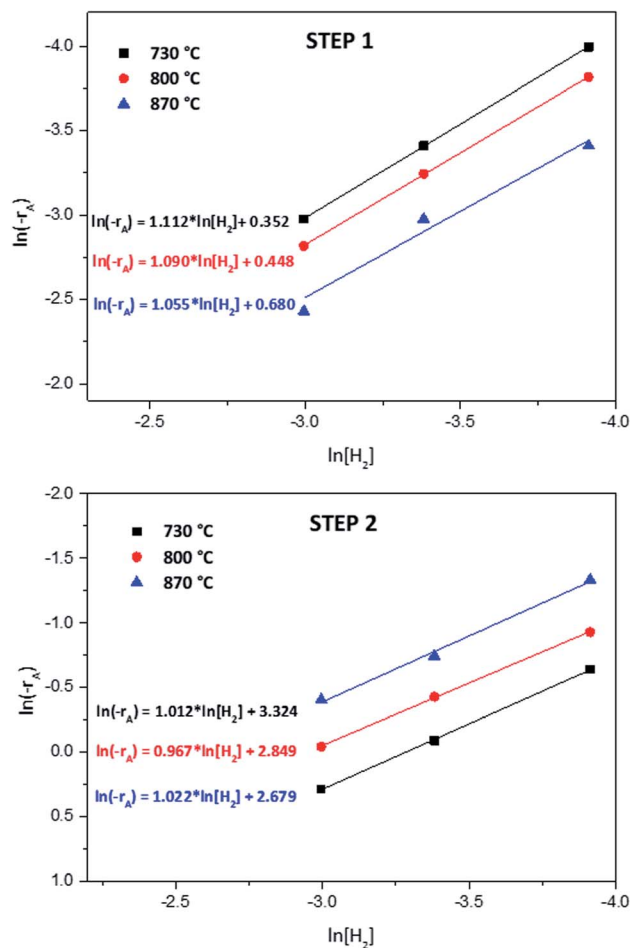 STEP 1
730 °C
800 °C
870 °C
-4.0
-3.5
-3.0
-2.5
-2.0
ln(-rA)
ln(-rA) = 1.112*ln[H2]+ 0.352
ln(-rA) = 1.090*ln[H2] + 0.448
ln(-rA) = 1.055*ln[H2] + 0.680
-2.5 -3.0 -3.5 -4.0
ln[H2]
STEP 2
730 °C
800 °C
870 °C
-2.0
-1.5
-1.0
-0.5
0.0
0.5
1.0
ln(-rA)
ln(-rA) = 1.012*ln[H2] + 3.324
ln(-rA) = 0.967*ln[H2] + 2.849
ln(-rA) = 1.022*ln[H2] + 2.679
-2.5 -3.0 -3.5 -4.0
ln[H2]